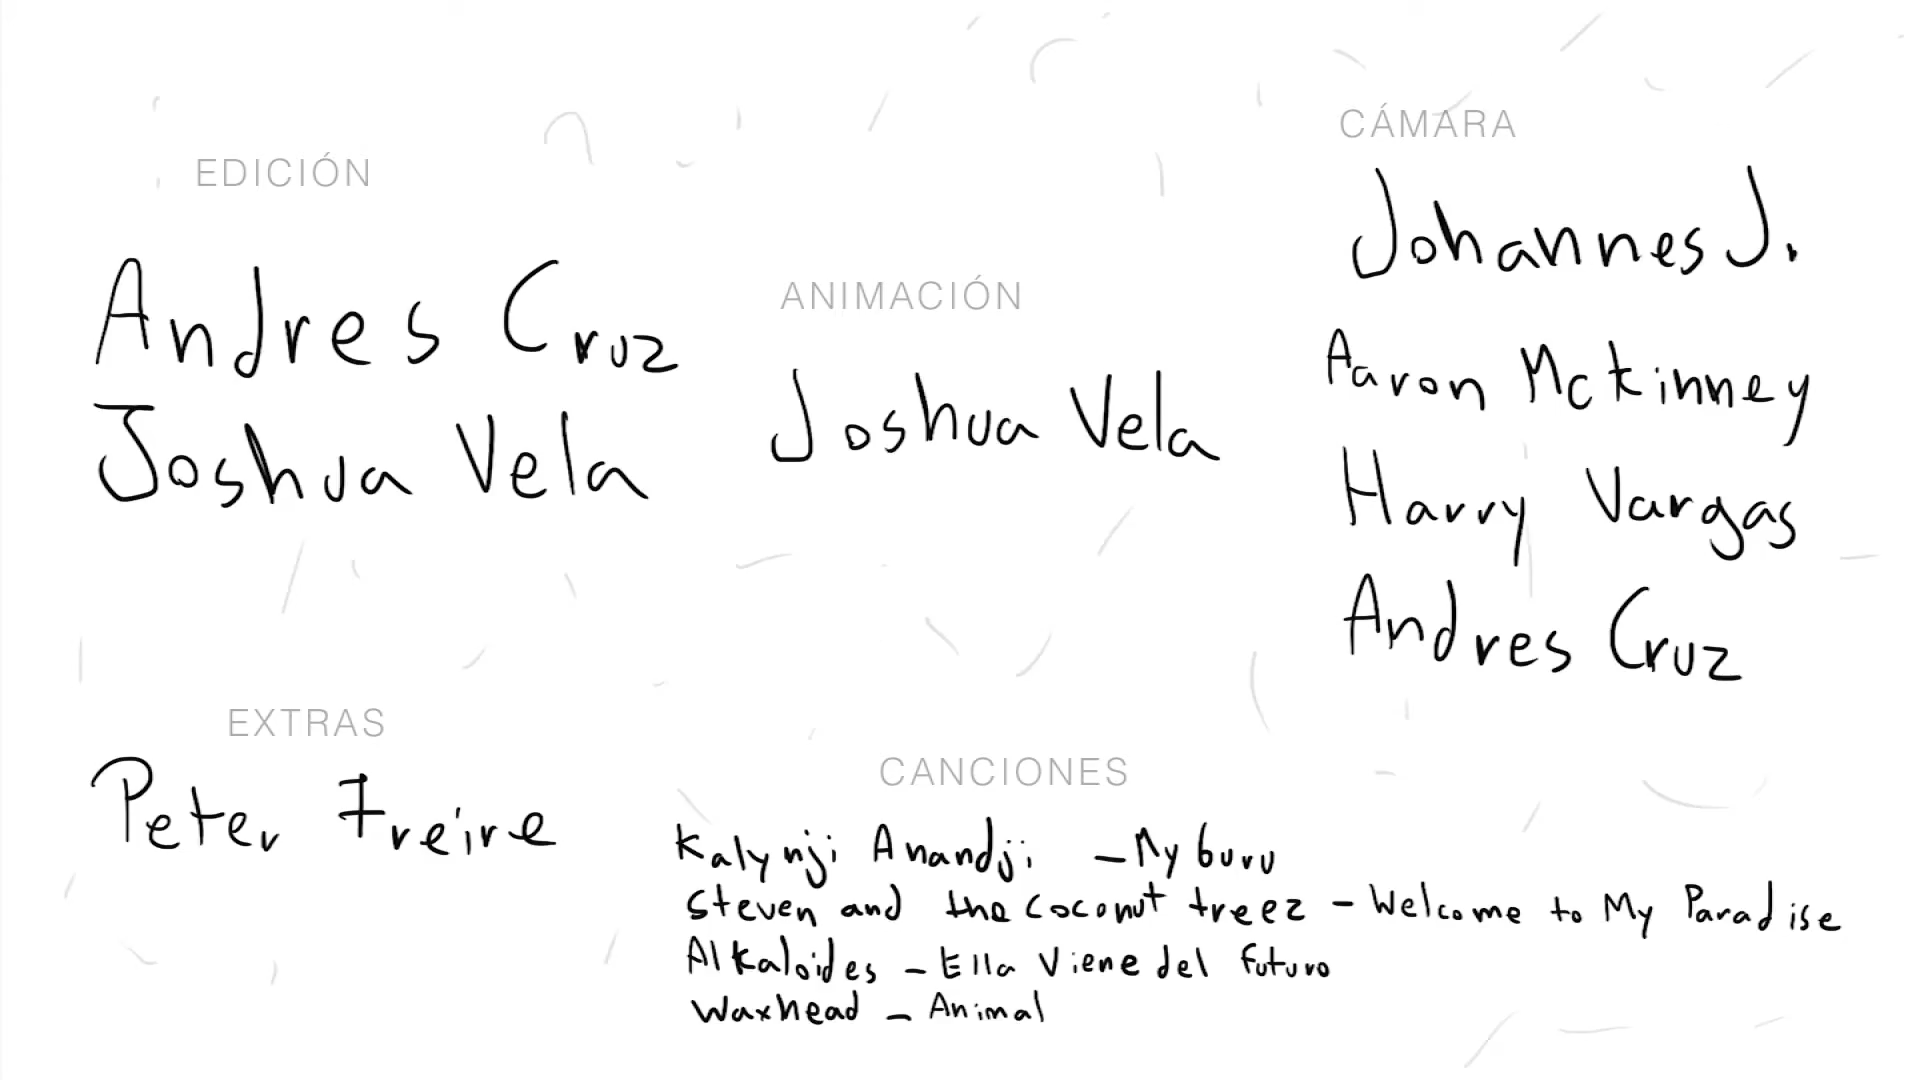 EDICIÓN
Andres Cruz
Joshua Vela
ANIMACIÓN
Joshua Vela
CÁMARA
Johannes J.
Aaron Mckinney
Harry Vargas
Andres Cruz
EXTRAS
Peter Freire
CANCIONES
Kalynji Anandji - My Guru
Steven and the coconut treez - Welcome to My Paradise
Alkaloides - Ella Viene del futuro
Waxhead - Animal